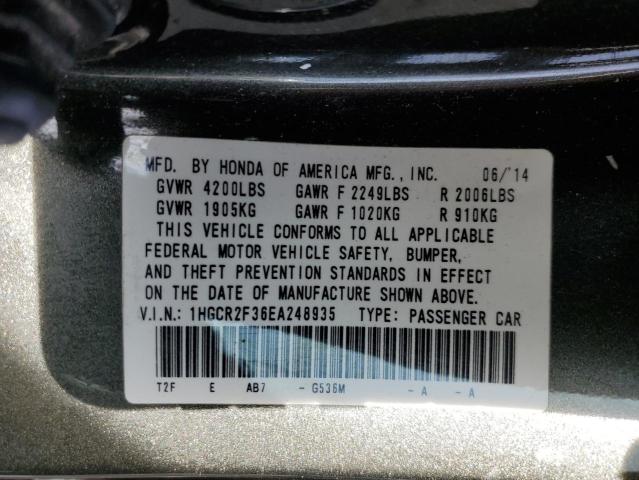 MFD. BY HONDA OF AMERICA MFG., INC. 06/'14
GVWR 4200LBS GAWR F 2249LBS R 2006LBS
GVWR 1905KG GAWR F 1020KG R 910KG
THIS VEHICLE CONFORMS TO ALL APPLICABLE
FEDERAL MOTOR VEHICLE SAFETY, BUMPER,
AND THEFT PREVENTION STANDARDS IN EFFECT
ON THE DATE OF MANUFACTURE SHOWN ABOVE.
V.I.N.: 1HGCR2F36EA248935 TYPE: PASSENGER CAR
T2F E AB7 -G536M -A -A